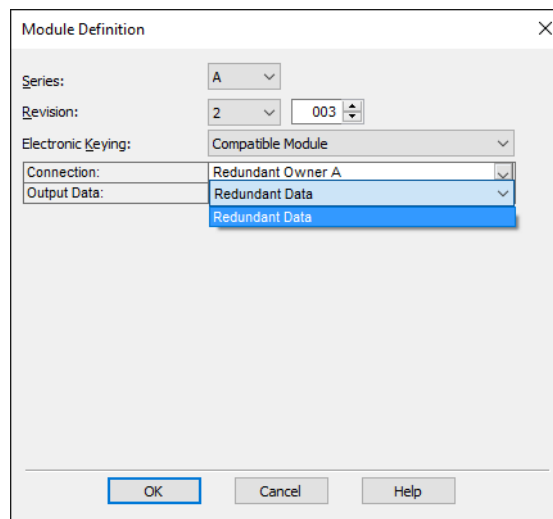 Module Definition
Series: A
Revision: 2 003
Electronic Keying: Compatible Module
Connection: Redundant Owner A
Output Data: Redundant Data
Redundant Data
OK Cancel Help